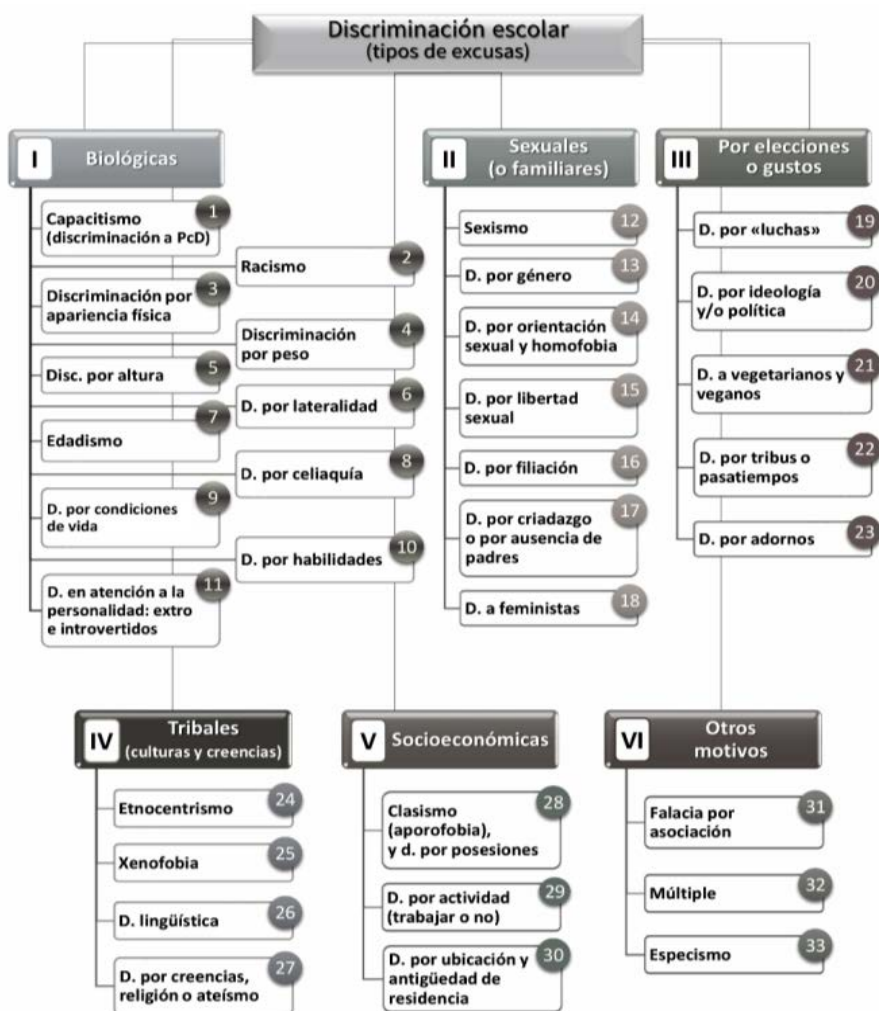 Discriminación escolar
(tipos de excusas)
I
Biológicas
1
Capacitismo
(discriminación a PcD)
2
Racismo
3
Discriminación por
apariencia física
4
Discriminación
por peso
5
Disc. por altura
6
D. por lateralidad
7
Edadismo
8
D. por celiaquía
9
D. por condiciones
de vida
10
D. por habilidades
11
D. en atención a la
personalidad: extro
e introvertidos
II
Sexuales
(o familiares)
12
Sexismo
13
D. por género
14
D. por orientación
sexual y homofobia
15
D. por libertad
sexual
16
D. por filiación
17
D. por criadazgo
o por ausencia de
padres
18
D. a feministas
III
Por elecciones
o gustos
19
D. por «luchas»
20
D. por ideología
y/o política
21
D. a vegetarianos y
veganos
22
D. por tribus o
pasatiempos
23
D. por adornos
IV
Tribales
(culturas y creencias)
24
Etnocentrismo
25
Xenofobia
26
D. lingüística
27
D. por creencias,
religión o ateísmo
V
Socioeconómicas
28
Clasismo
(aporofobia),
y d. por posesiones
29
D. por actividad
(trabajar o no)
30
D. por ubicación y
antigüedad de
residencia
VI
Otros
motivos
31
Falacia por
asociación
32
Múltiple
33
Especismo